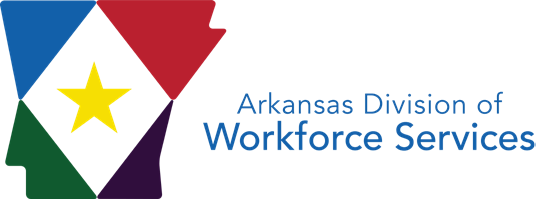 Arkansas Division of
Workforce Services